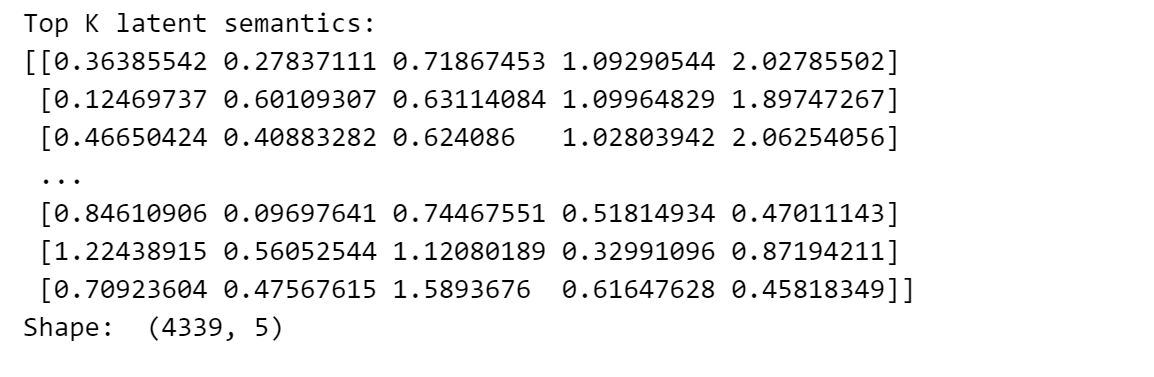 Top K latent semantics:
[[0.36385542 0.27837111 0.71867453 1.09290544 2.02785502]
 [0.12469737 0.60109307 0.63114084 1.09964829 1.89747267]
 [0.46650424 0.40883282 0.624086   1.02803942 2.06254056]
 ...
 [0.84610906 0.09697641 0.74467551 0.51814934 0.47011143]
 [1.22438915 0.56052544 1.12080189 0.32991096 0.87194211]
 [0.70923604 0.47567615 1.5893676  0.61647628 0.45818349]]
Shape:  (4339, 5)